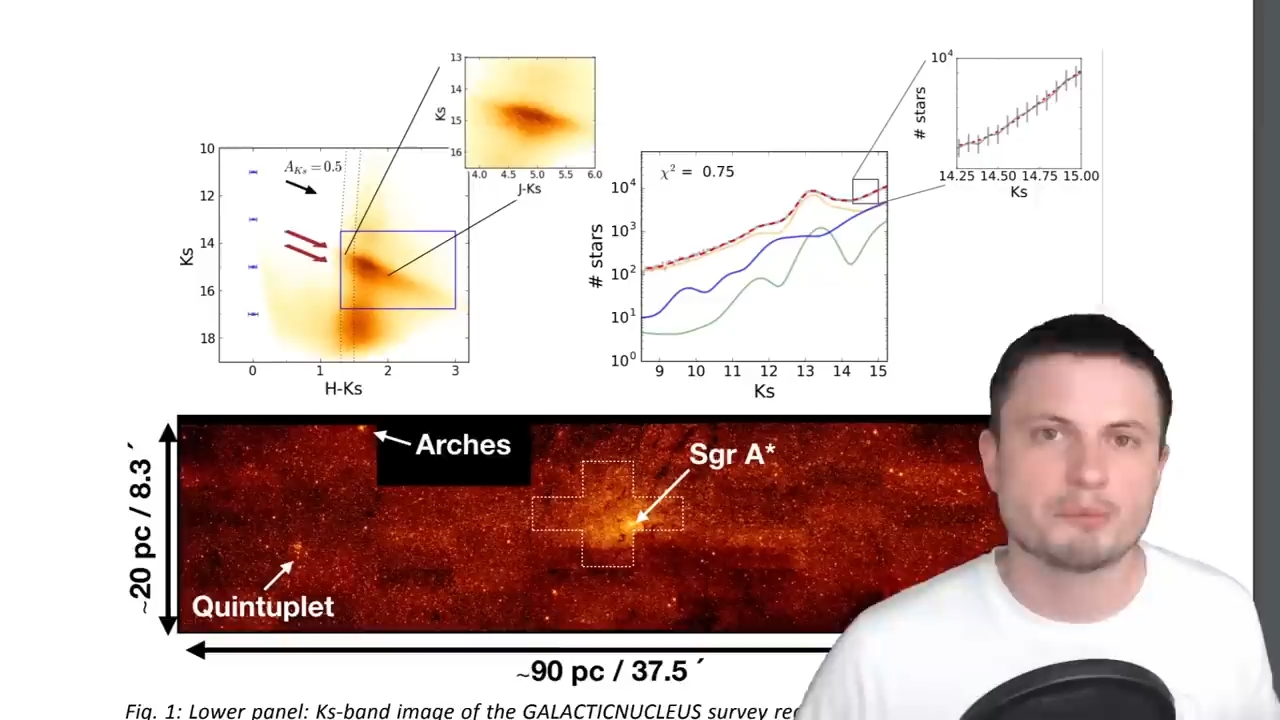 13
14
15
16
Ks
4.0 4.5 5.0 5.5 6.0
J-Ks
10
12
14
16
18
Ks
A_Ks = 0.5
0 1 2 3
H-Ks
χ² = 0.75
10⁴
10³
10²
10¹
10⁰
# stars
9 10 11 12 13 14 15
Ks
10⁴
# stars
14.25 14.50 14.75 15.00
Ks
Arches
Sgr A*
Quintuplet
~20 pc / 8.3 ´
~90 pc / 37.5 ´
Fig. 1: Lower panel: Ks-band image of the GALACTICNUCLEUS survey